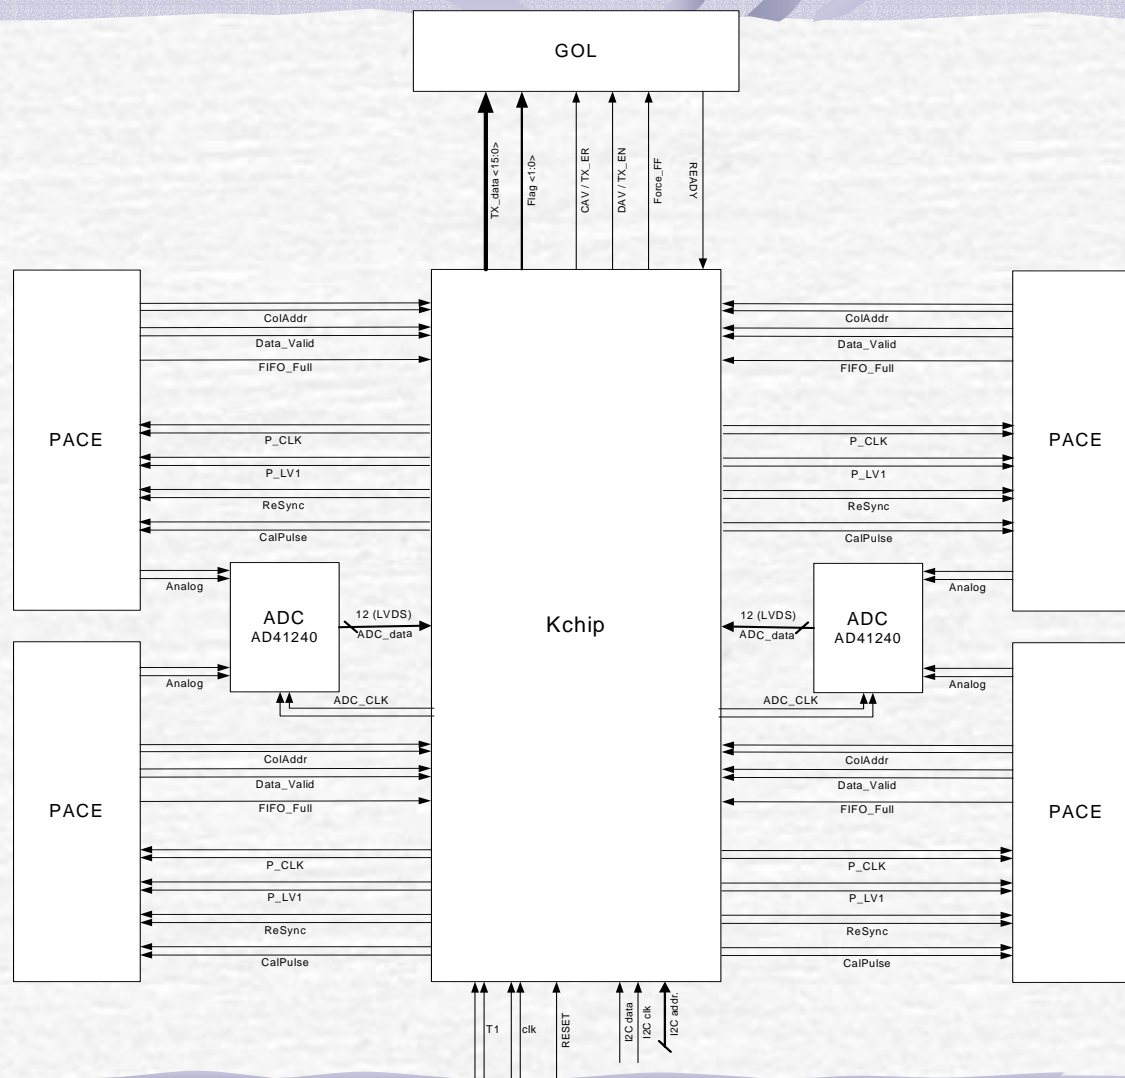 GOL
TX_data <15:0>
Flag <1:0>
CAV / TX_ER
DAV / TX_EN
Force_FF
READY
PACE
ColAddr
Data_Valid
FIFO_Full
P_CLK
P_LV1
ReSync
CalPulse
Analog
ADC
AD41240
12 (LVDS)
ADC_data
Analog
ADC_CLK
PACE
ColAddr
Data_Valid
FIFO_Full
P_CLK
P_LV1
ReSync
CalPulse
Kchip
ColAddr
Data_Valid
FIFO_Full
P_CLK
P_LV1
ReSync
CalPulse
PACE
Analog
12 (LVDS)
ADC_data
ADC
AD41240
Analog
ADC_CLK
ColAddr
Data_Valid
FIFO_Full
P_CLK
P_LV1
ReSync
CalPulse
PACE
T1
clk
RESET
I2C data
I2C clk
I2C addr.